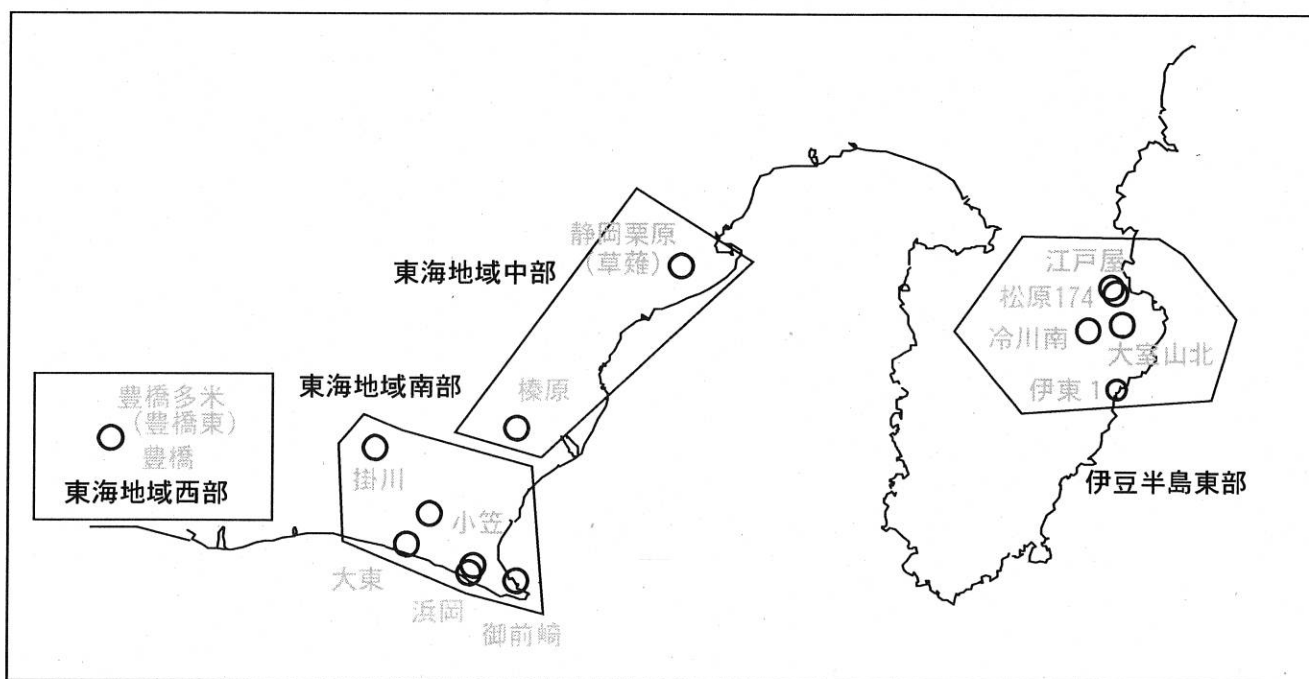 静岡栗原
（草薙）
東海地域中部
江戸屋
松原174
冷川南
大室山北
伊東1
伊豆半島東部
東海地域南部
榛原
豊橋多米
（豊橋東）
豊橋
東海地域西部
掛川
小笠
大東
浜岡
御前崎